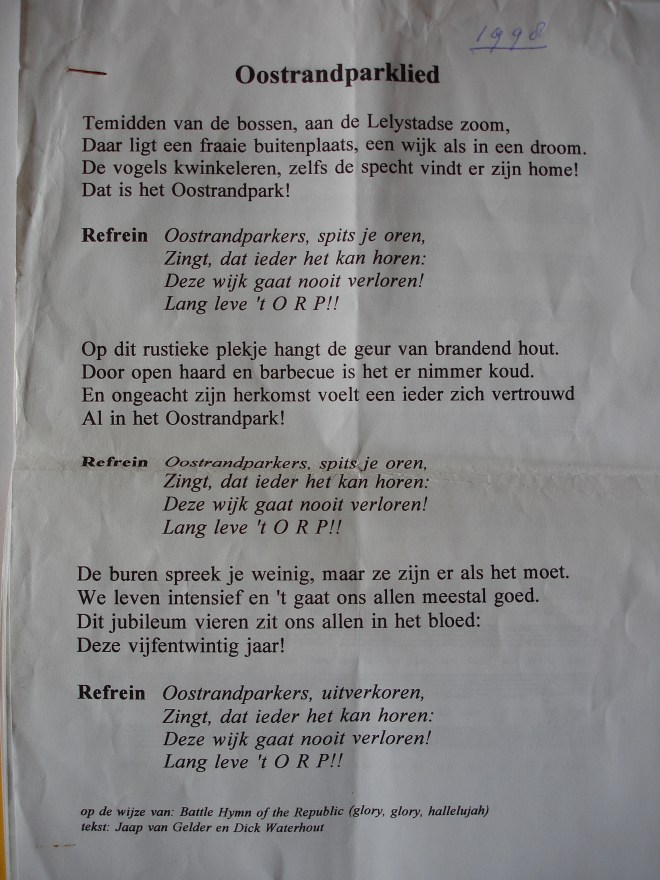 1998
Oostrandparklied
Temidden van de bossen, aan de Lelystadse zoom,
Daar ligt een fraaie buitenplaats, een wijk als in een droom.
De vogels kwinkeleren, zelfs de specht vindt er zijn home!
Dat is het Oostrandpark!
Refrein Oostrandparkers, spits je oren,
Zingt, dat ieder het kan horen:
Deze wijk gaat nooit verloren!
Lang leve 't O R P!!
Op dit rustieke plekje hangt de geur van brandend hout.
Door open haard en barbecue is het er nimmer koud.
En ongeacht zijn herkomst voelt een ieder zich vertrouwd
Al in het Oostrandpark!
Refrein Oostrandparkers, spits je oren,
Zingt, dat ieder het kan horen:
Deze wijk gaat nooit verloren!
Lang leve 't O R P!!
De buren spreek je weinig, maar ze zijn er als het moet.
We leven intensief en 't gaat ons allen meestal goed.
Dit jubileum vieren zit ons allen in het bloed:
Deze vijfentwintig jaar!
Refrein Oostrandparkers, uitverkoren,
Zingt, dat ieder het kan horen:
Deze wijk gaat nooit verloren!
Lang leve 't O R P!!
op de wijze van: Battle Hymn of the Republic (glory, glory, hallelujah)
tekst: Jaap van Gelder en Dick Waterhout